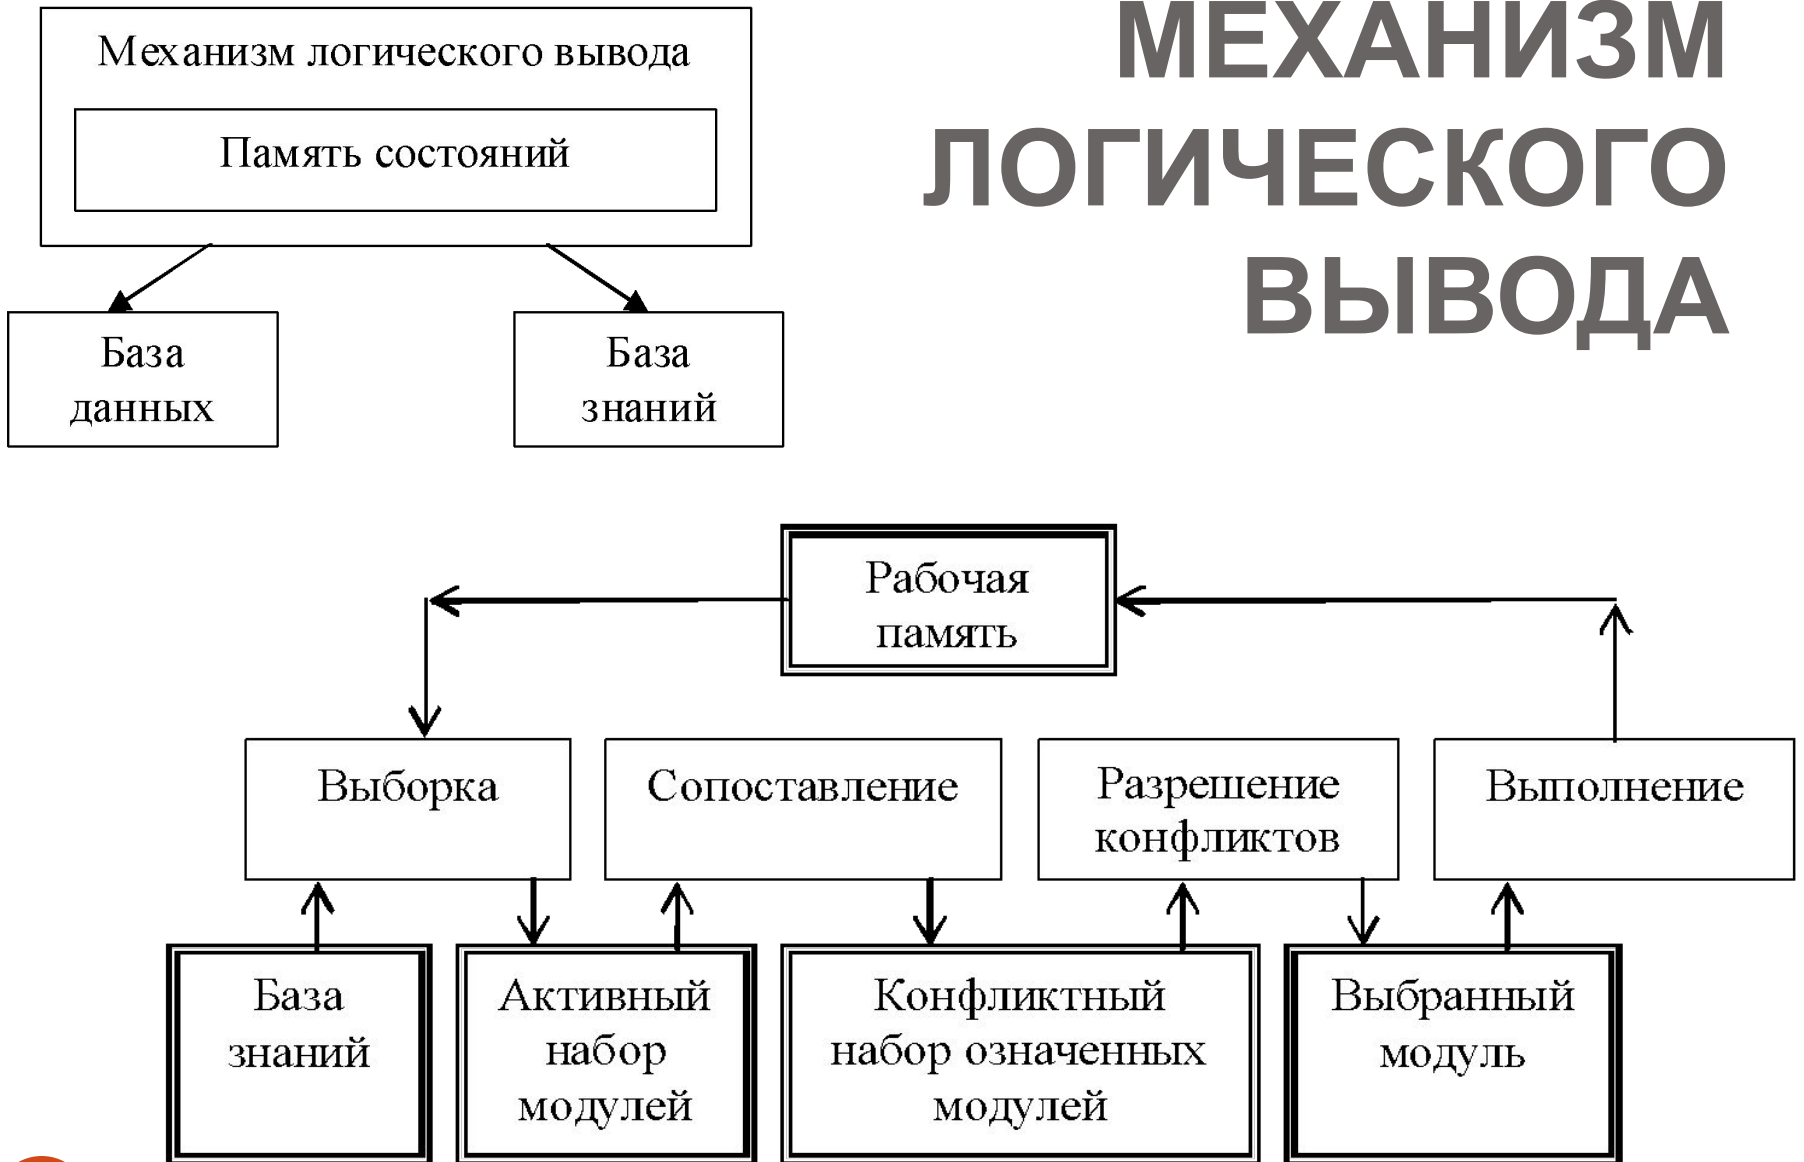 МЕХАНИЗМ
ЛОГИЧЕСКОГО
ВЫВОДА
Механизм логического вывода
Память состояний
База
данных
База
знаний
Рабочая
память
Выборка
Сопоставление
Разрешение
конфликтов
Выполнение
База
знаний
Активный
набор
модулей
Конфликтный
набор означенных
модулей
Выбранный
модуль